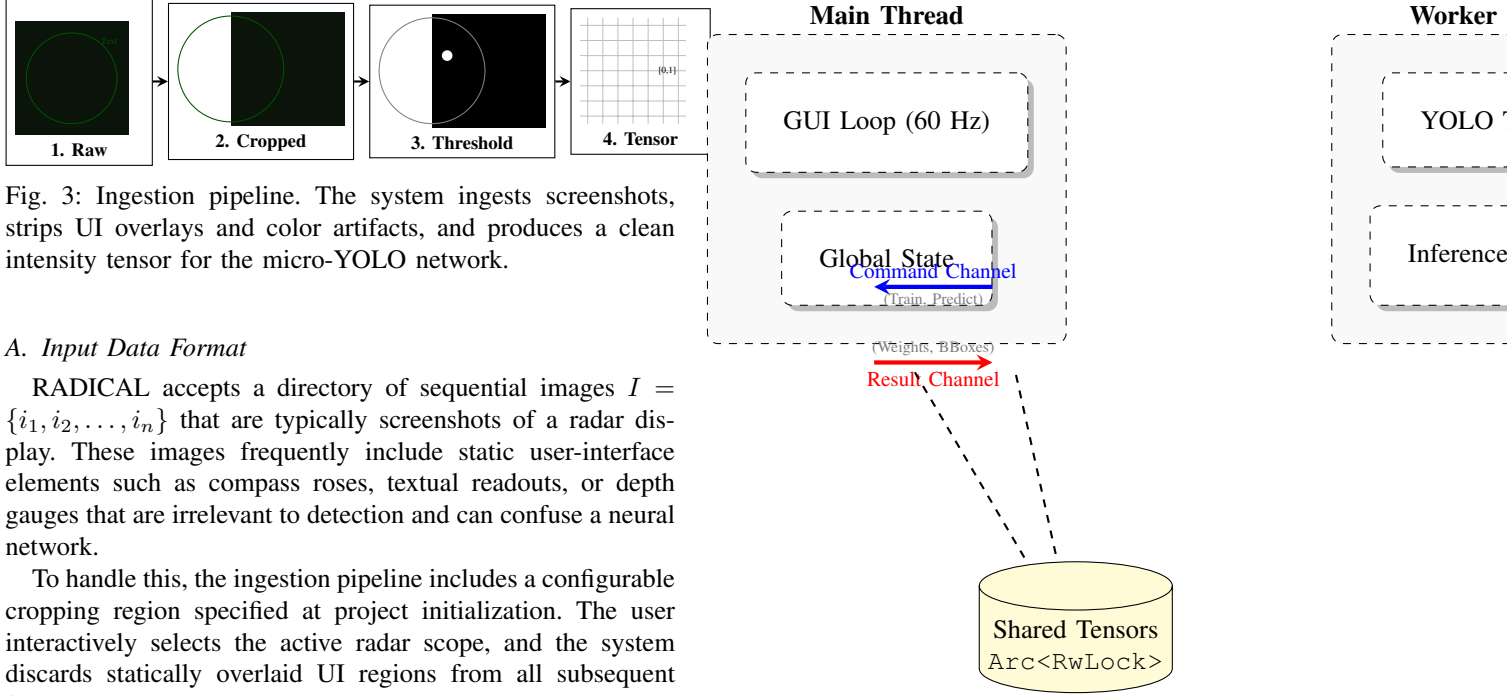 Text
1. Raw
2. Cropped
3. Threshold
[0,1]
4. Tensor
Fig. 3: Ingestion pipeline. The system ingests screenshots,
strips UI overlays and color artifacts, and produces a clean
intensity tensor for the micro-YOLO network.
A. Input Data Format
RADICAL accepts a directory of sequential images I =
{i₁, i₂, . . . , iₙ} that are typically screenshots of a radar dis-
play. These images frequently include static user-interface
elements such as compass roses, textual readouts, or depth
gauges that are irrelevant to detection and can confuse a neural
network.
To handle this, the ingestion pipeline includes a configurable
cropping region specified at project initialization. The user
interactively selects the active radar scope, and the system
discards statically overlaid UI regions from all subsequent
Main Thread
GUI Loop (60 Hz)
Global State
Command Channel
(Train, Predict)
(Weights, BBoxes)
Result Channel
Shared Tensors
Arc<RwLock>
Worker
YOLO T
Inference